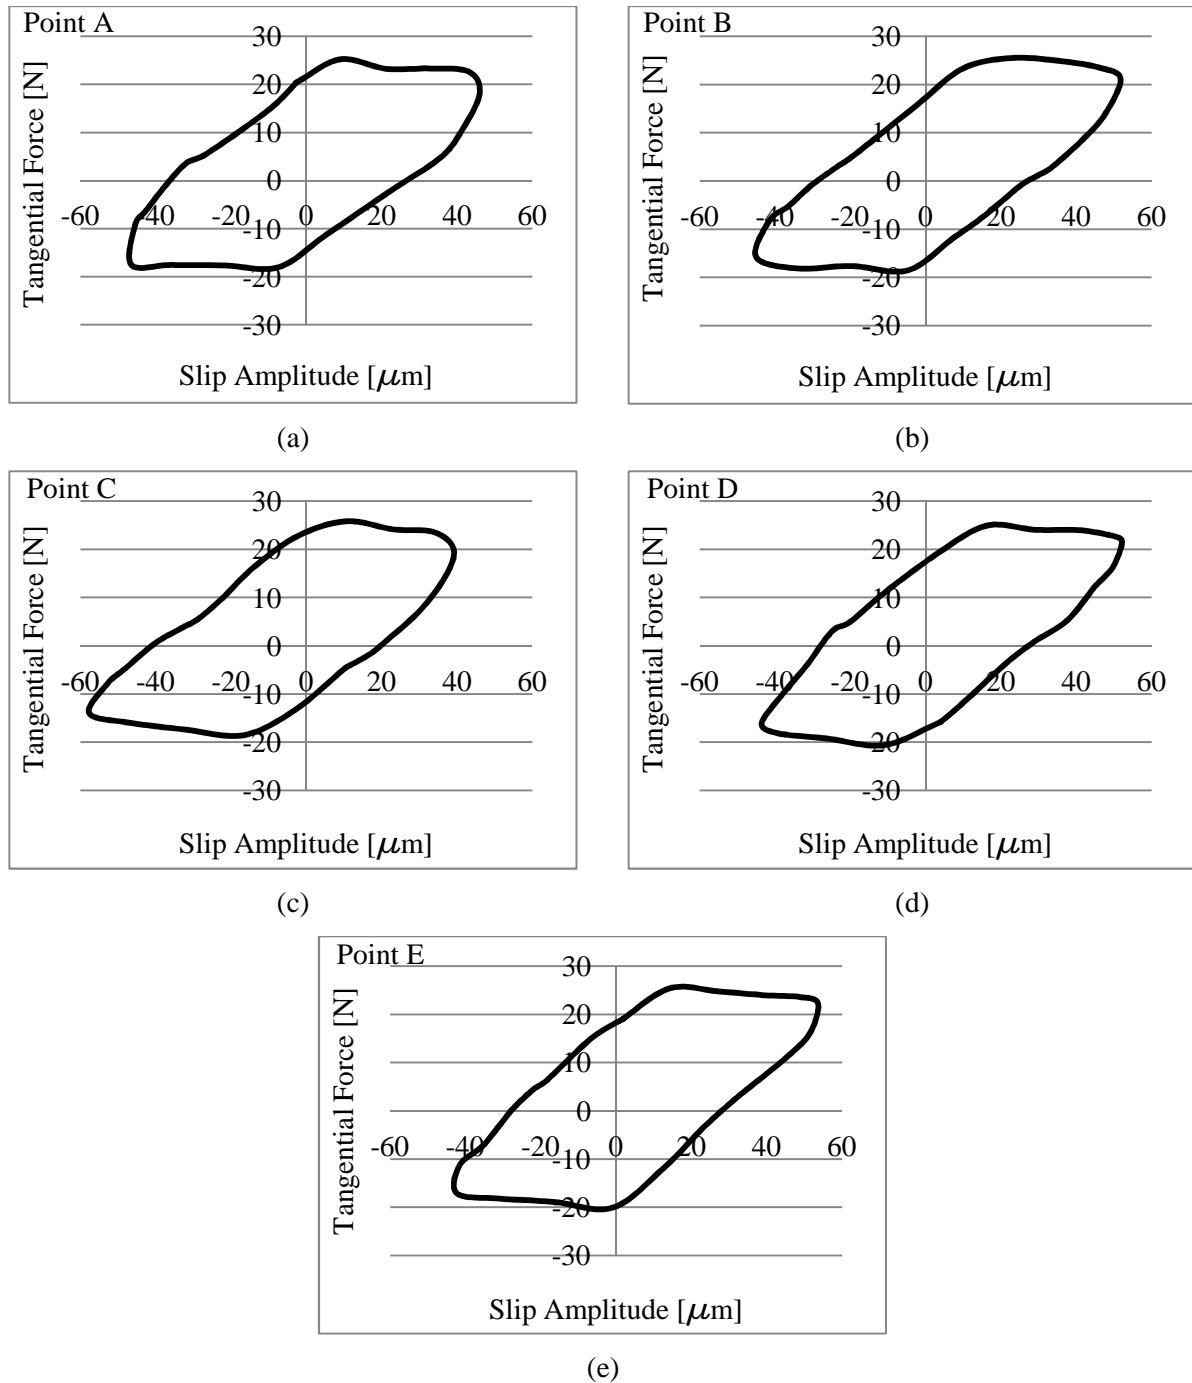 Point A
30
20
10
0
-10
-20
-30
-60 -40 -20 0 20 40 60
Tangential Force [N]
Slip Amplitude [μm]
(a)
Point B
30
20
10
0
-10
-20
-30
-60 -40 -20 0 20 40 60
Tangential Force [N]
Slip Amplitude [μm]
(b)
Point C
30
20
10
0
-10
-20
-30
-60 -40 -20 0 20 40 60
Tangential Force [N]
Slip Amplitude [μm]
(c)
Point D
30
20
10
0
-10
-20
-30
-60 -40 -20 0 20 40 60
Tangential Force [N]
Slip Amplitude [μm]
(d)
Point E
30
20
10
0
-10
-20
-30
-60 -40 -20 0 20 40 60
Tangential Force [N]
Slip Amplitude [μm]
(e)